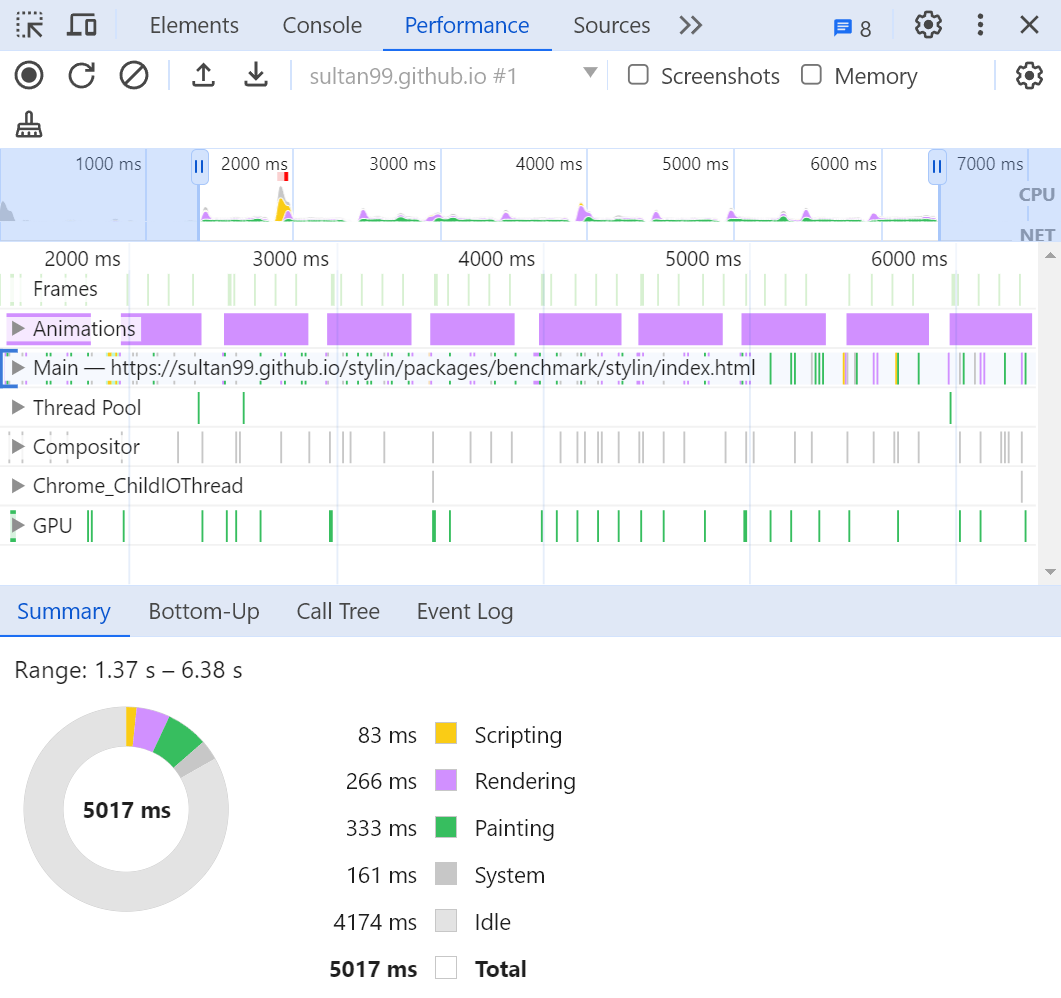 Elements Console Performance Sources 8
sultan99.github.io #1 Screenshots Memory
1000 ms 2000 ms 3000 ms 4000 ms 5000 ms 6000 ms 7000 ms
CPU
NET
2000 ms 3000 ms 4000 ms 5000 ms 6000 ms
Frames
Animations
Main — https://sultan99.github.io/stylin/packages/benchmark/stylin/index.html
Thread Pool
Compositor
Chrome_ChildIOThread
GPU
Summary Bottom-Up Call Tree Event Log
Range: 1.37 s – 6.38 s
83 ms Scripting
266 ms Rendering
333 ms Painting
5017 ms
161 ms System
4174 ms Idle
5017 ms Total